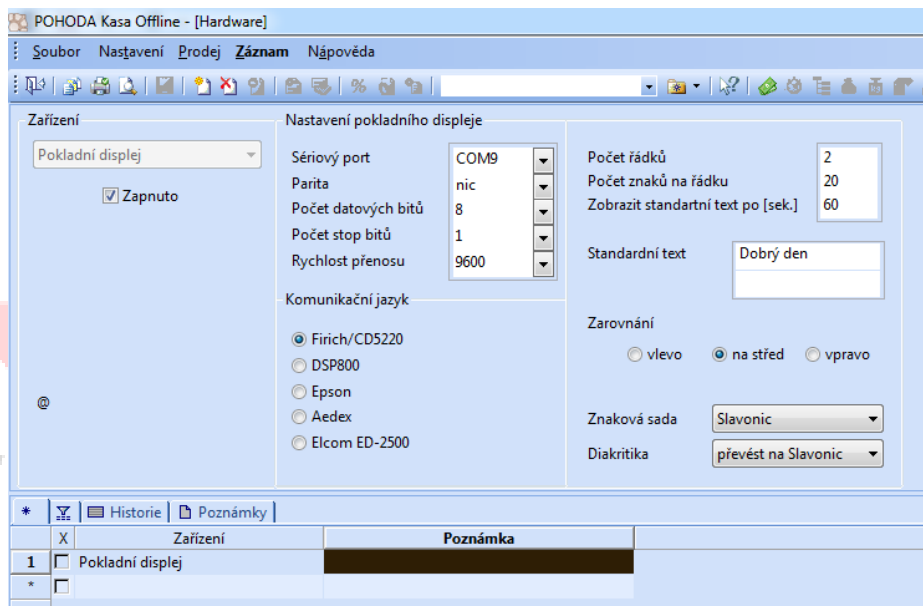 POHODA Kasa Offline - [Hardware]
Soubor Nastavení Prodej Záznam Nápověda
Zařízení
Pokladní displej
Zapnuto
@
Nastavení pokladního displeje
Sériový port COM9
Parita nic
Počet datových bitů 8
Počet stop bitů 1
Rychlost přenosu 9600
Komunikační jazyk
Firich/CD5220
DSP800
Epson
Aedex
Elcom ED-2500
Počet řádků 2
Počet znaků na řádku 20
Zobrazit standartní text po [sek.] 60
Standardní text Dobrý den
Zarovnání
vlevo na střed vpravo
Znaková sada Slavonic
Diakritika převést na Slavonic
* Historie Poznámky
X Zařízení Poznámka
1 Pokladní displej
*